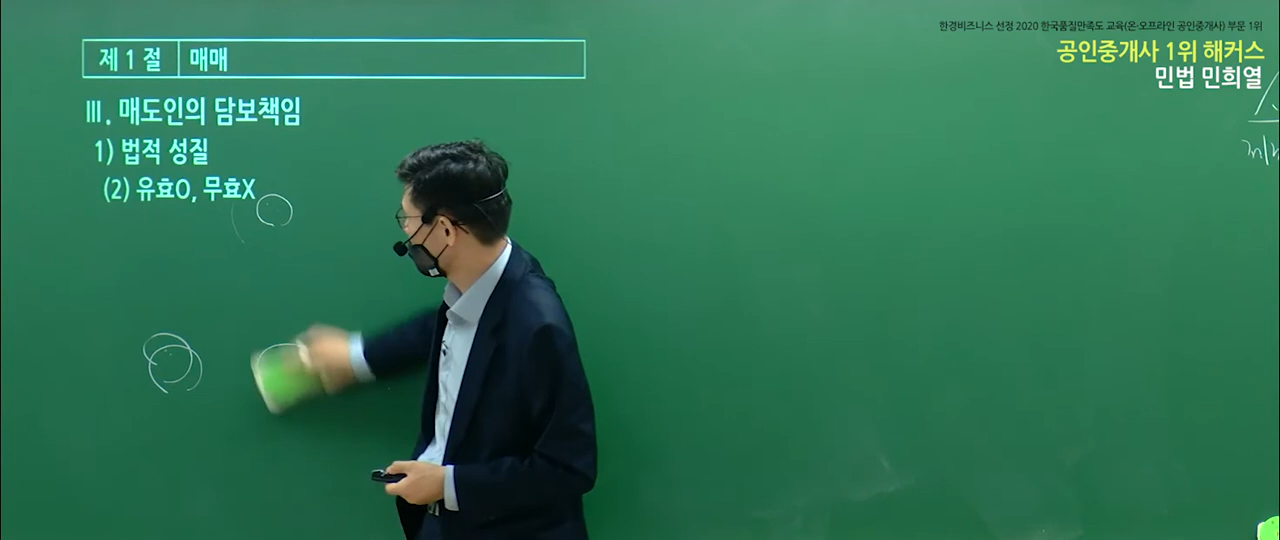 한경비즈니스 선정 2020 한국품질만족도 교육(온·오프라인 공인중개사) 부문 1위
공인중개사 1위 해커스
민법 민희열
제 1 절 매매
Ⅲ. 매도인의 담보책임
1) 법적 성질
(2) 유효O, 무효X